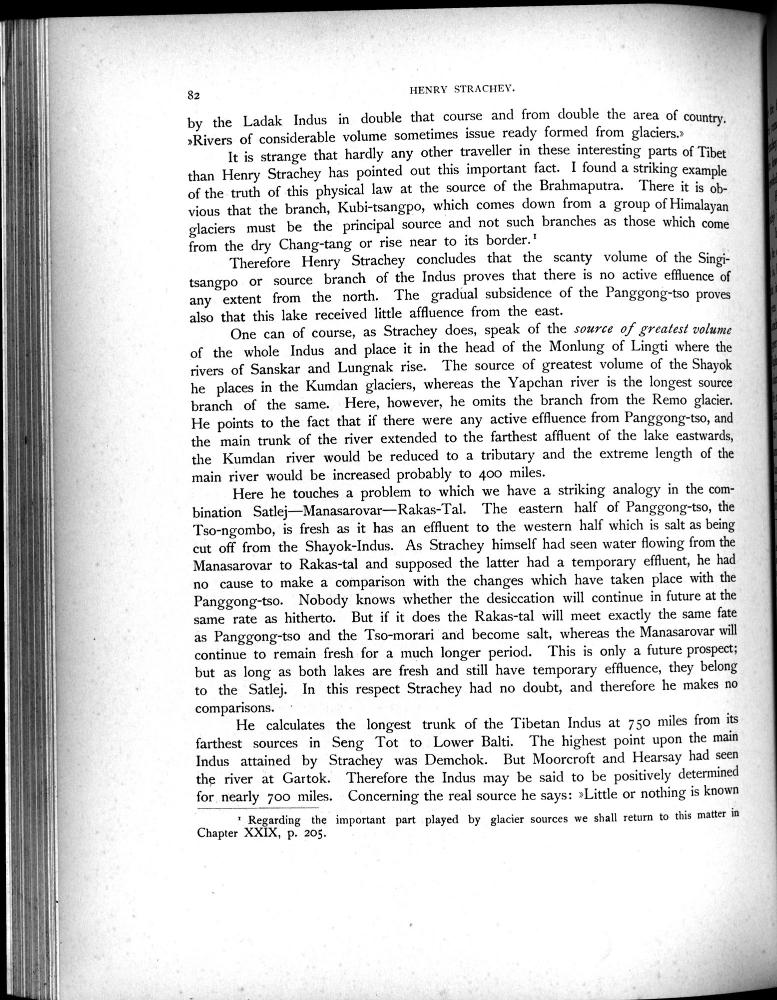 82
HENRY STRACHEY.
by the Ladak Indus in double that course and from double the area of country.
»Rivers of considerable volume sometimes issue ready formed from glaciers.»
It is strange that hardly any other traveller in these interesting parts of Tibet
than Henry Strachey has pointed out this important fact. I found a striking example
of the truth of this physical law at the source of the Brahmaputra. There it is ob-
vious that the branch, Kubi-tsangpo, which comes down from a group of Himalayan
glaciers must be the principal source and not such branches as those which come
from the dry Chang-tang or rise near to its border.¹
Therefore Henry Strachey concludes that the scanty volume of the Singi-
tsangpo or source branch of the Indus proves that there is no active effluence of
any extent from the north. The gradual subsidence of the Panggong-tso proves
also that this lake received little affluence from the east.
One can of course, as Strachey does, speak of the source of greatest volume
of the whole Indus and place it in the head of the Monlung of Lingti where the
rivers of Sanskar and Lungnak rise. The source of greatest volume of the Shayok
he places in the Kumdan glaciers, whereas the Yapchan river is the longest source
branch of the same. Here, however, he omits the branch from the Remo glacier.
He points to the fact that if there were any active effluence from Panggong-tso, and
the main trunk of the river extended to the farthest affluent of the lake eastwards,
the Kumdan river would be reduced to a tributary and the extreme length of the
main river would be increased probably to 400 miles.
Here he touches a problem to which we have a striking analogy in the com-
bination Satlej—Manasarovar—Rakas-Tal. The eastern half of Panggong-tso, the
Tso-ngombo, is fresh as it has an effluent to the western half which is salt as being
cut off from the Shayok-Indus. As Strachey himself had seen water flowing from the
Manasarovar to Rakas-tal and supposed the latter had a temporary effluent, he had
no cause to make a comparison with the changes which have taken place with the
Panggong-tso. Nobody knows whether the desiccation will continue in future at the
same rate as hitherto. But if it does the Rakas-tal will meet exactly the same fate
as Panggong-tso and the Tso-morari and become salt, whereas the Manasarovar will
continue to remain fresh for a much longer period. This is only a future prospect;
but as long as both lakes are fresh and still have temporary effluence, they belong
to the Satlej. In this respect Strachey had no doubt, and therefore he makes no
comparisons.
He calculates the longest trunk of the Tibetan Indus at 750 miles from its
farthest sources in Seng Tot to Lower Balti. The highest point upon the main
Indus attained by Strachey was Demchok. But Moorcroft and Hearsay had seen
the river at Gartok. Therefore the Indus may be said to be positively determined
for nearly 700 miles. Concerning the real source he says: »Little or nothing is known
¹ Regarding the important part played by glacier sources we shall return to this matter in
Chapter XXIX, p. 205.